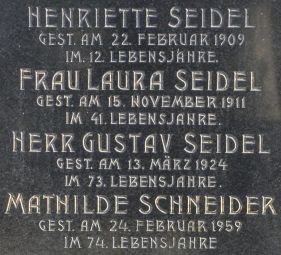 HENRIETTE SEIDEL
GEST. AM 22. FEBRUAR 1909
IM 12. LEBENSJAHRE.
FRAU LAURA SEIDEL
GEST. AM 15. NOVEMBER 1911
IM 41. LEBENSJAHRE.
HERR GUSTAV SEIDEL
GEST. AM 13. MÄRZ 1924
IM 73. LEBENSJAHRE.
MATHILDE SCHNEIDER
GEST. AM 24. FEBRUAR 1959
IM 74. LEBENSJAHRE